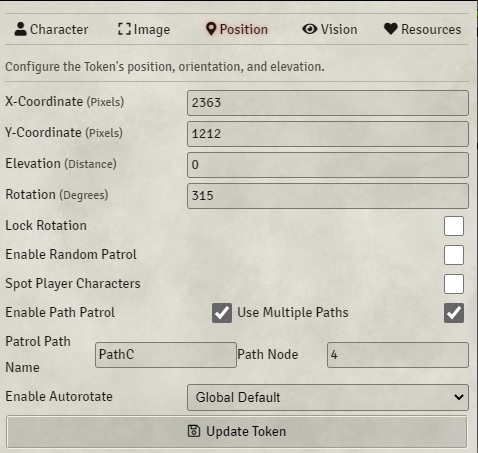 Character Image Position Vision Resources
Configure the Token's position, orientation, and elevation.
X-Coordinate (Pixels) 2363
Y-Coordinate (Pixels) 1212
Elevation (Distance) 0
Rotation (Degrees) 315
Lock Rotation
Enable Random Patrol
Spot Player Characters
Enable Path Patrol Use Multiple Paths
Patrol Path Name PathC Path Node 4
Enable Autorotate Global Default
Update Token